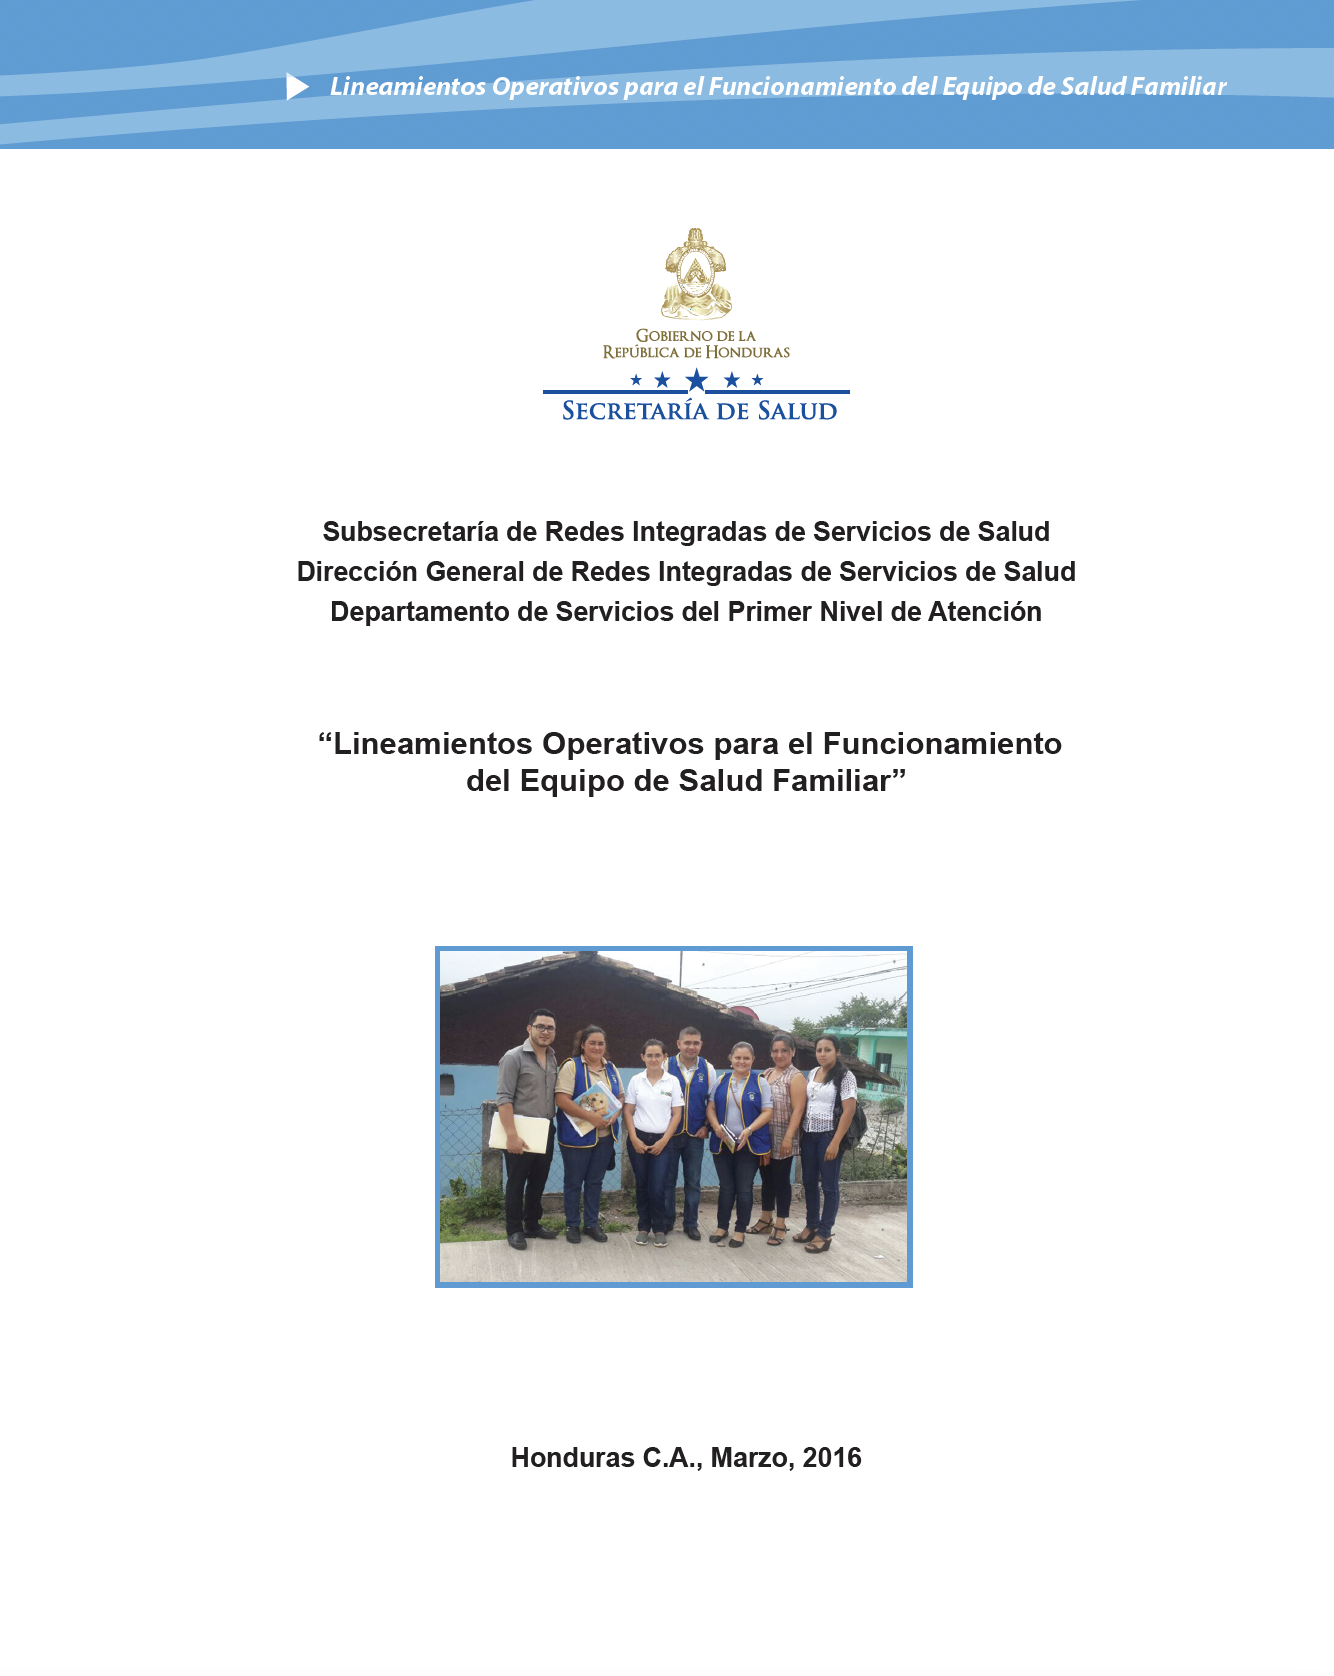 Lineamientos Operativos para el Funcionamiento del Equipo de Salud Familiar
GOBIERNO DE LA
REPÚBLICA DE HONDURAS
SECRETARÍA DE SALUD
Subsecretaría de Redes Integradas de Servicios de Salud
Dirección General de Redes Integradas de Servicios de Salud
Departamento de Servicios del Primer Nivel de Atención
“Lineamientos Operativos para el Funcionamiento
del Equipo de Salud Familiar”
Honduras C.A., Marzo, 2016